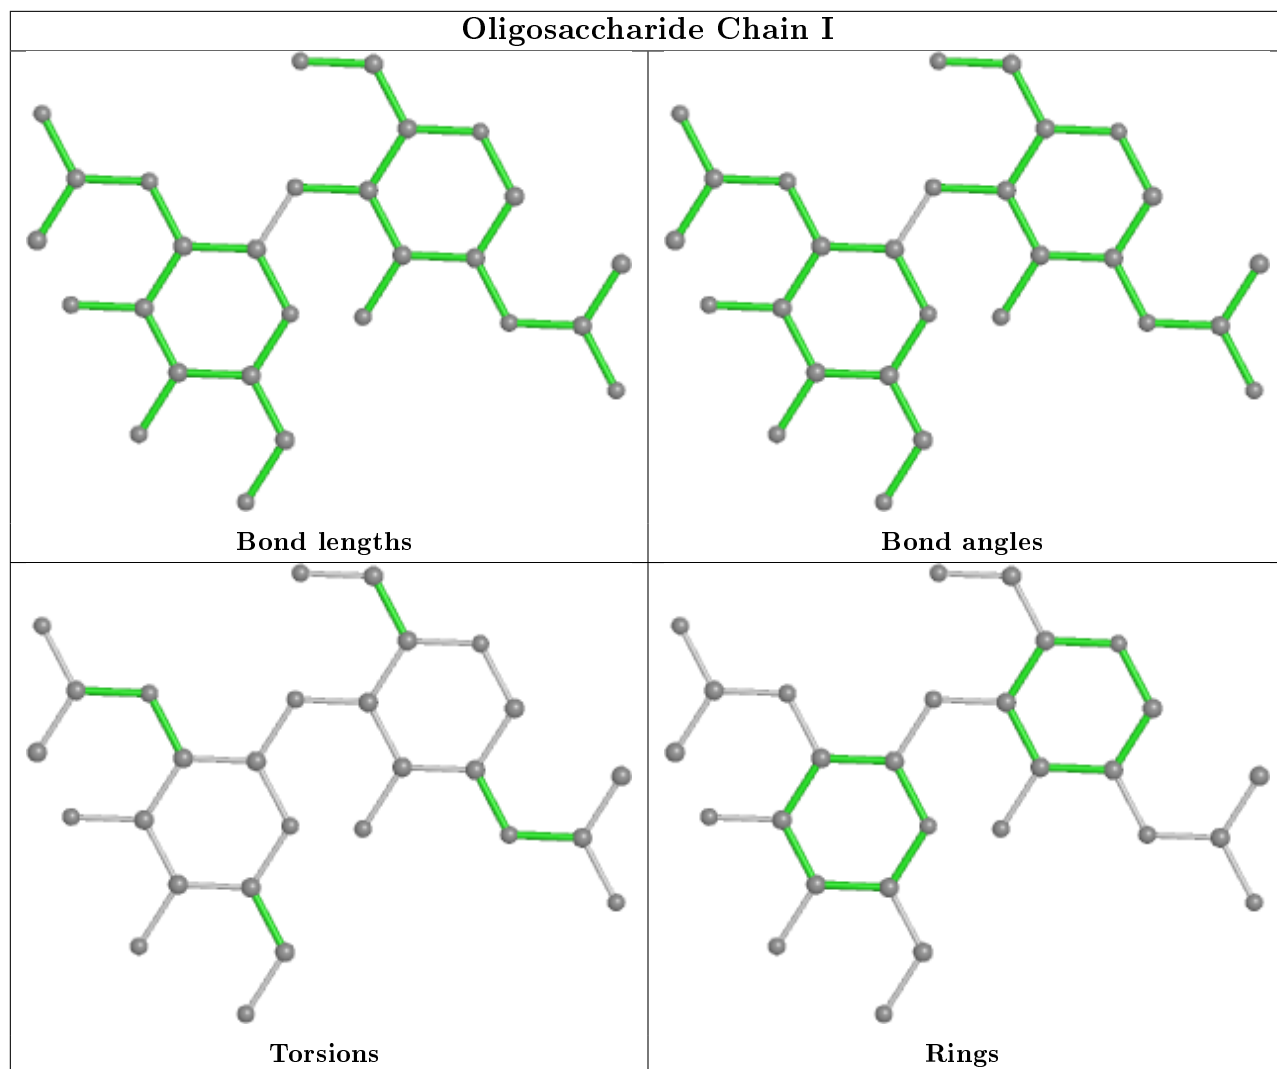 Oligosaccharide Chain I
Bond lengths
Bond angles
Torsions
Rings